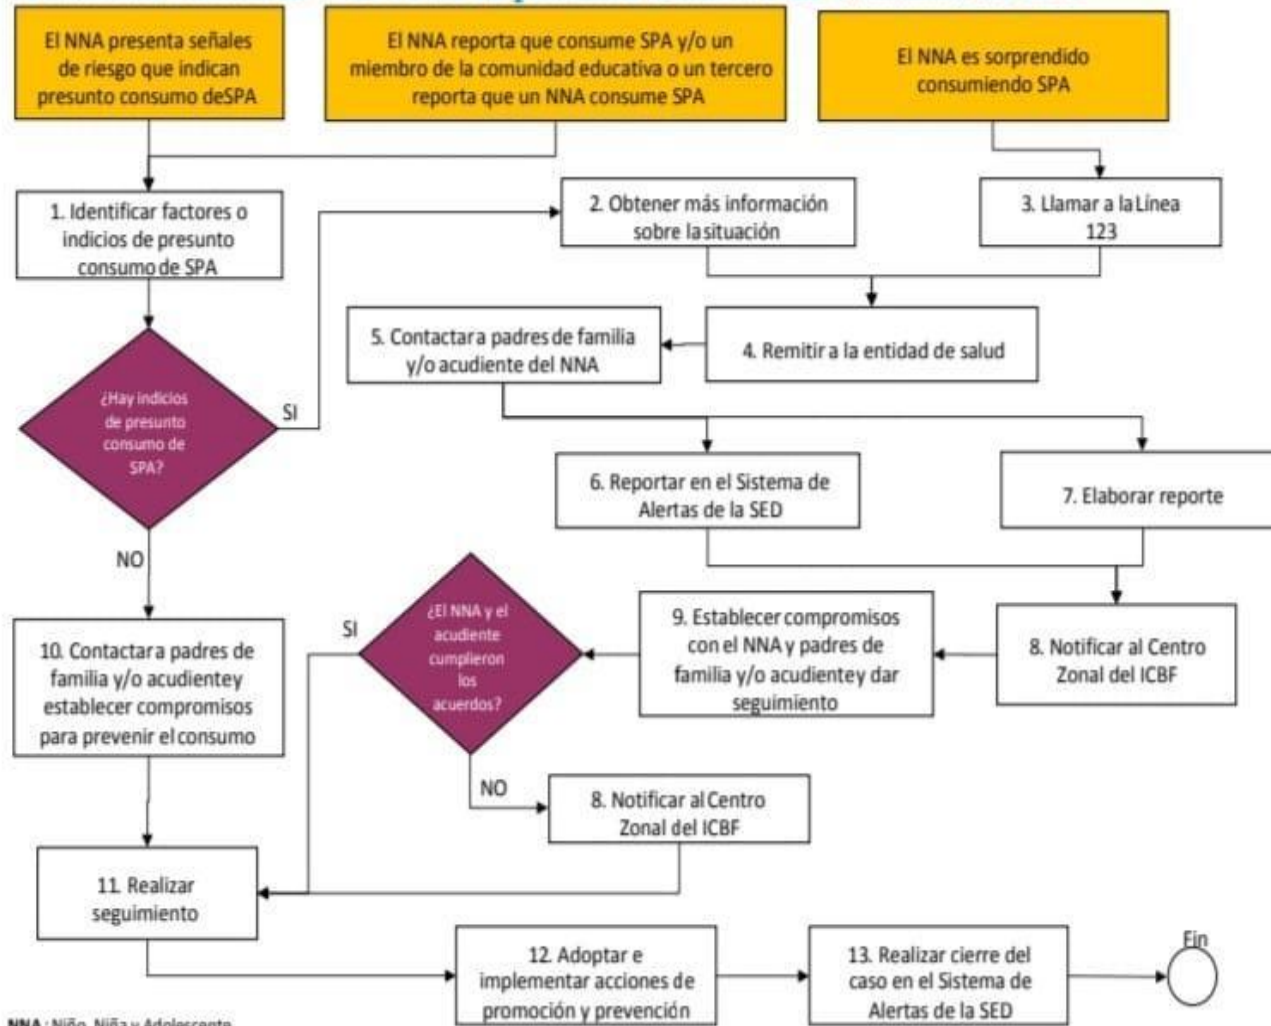 El NNA presenta señales
de riesgo que indican
presunto consumo deSPA
El NNA reporta que consume SPA y/o un
miembro de la comunidad educativa o un tercero
reporta que un NNA consume SPA
El NNA es sorprendido
consumiendo SPA
1. Identificar factores o
indicios de presunto
consumo de SPA
2. Obtener más información
sobre la situación
3. Llamar a la Línea
123
5. Contactar a padres de familia
y/o acudiente del NNA
4. Remitir a la entidad de salud
¿Hay indicios
de presunto
consumo de
SPA?
SI
6. Reportar en el Sistema de
Alertas de la SED
7. Elaborar reporte
NO
¿El NNA y el
acudiente
cumplieron
los
acuerdos?
SI
9. Establecer compromisos
con el NNA y padres de
familia y/o acudientey dar
seguimiento
8. Notificar al Centro
Zonal del ICBF
10. Contactar a padres de
familia y/o acudientey
establecer compromisos
para prevenir el consumo
NO
8. Notificar al Centro
Zonal del ICBF
11. Realizar
seguimiento
12. Adoptar e
implementar acciones de
promoción y prevención
13. Realizar cierre del
caso en el Sistema de
Alertas de la SED
Fin
NNA : Niño, Niña y Adolescente